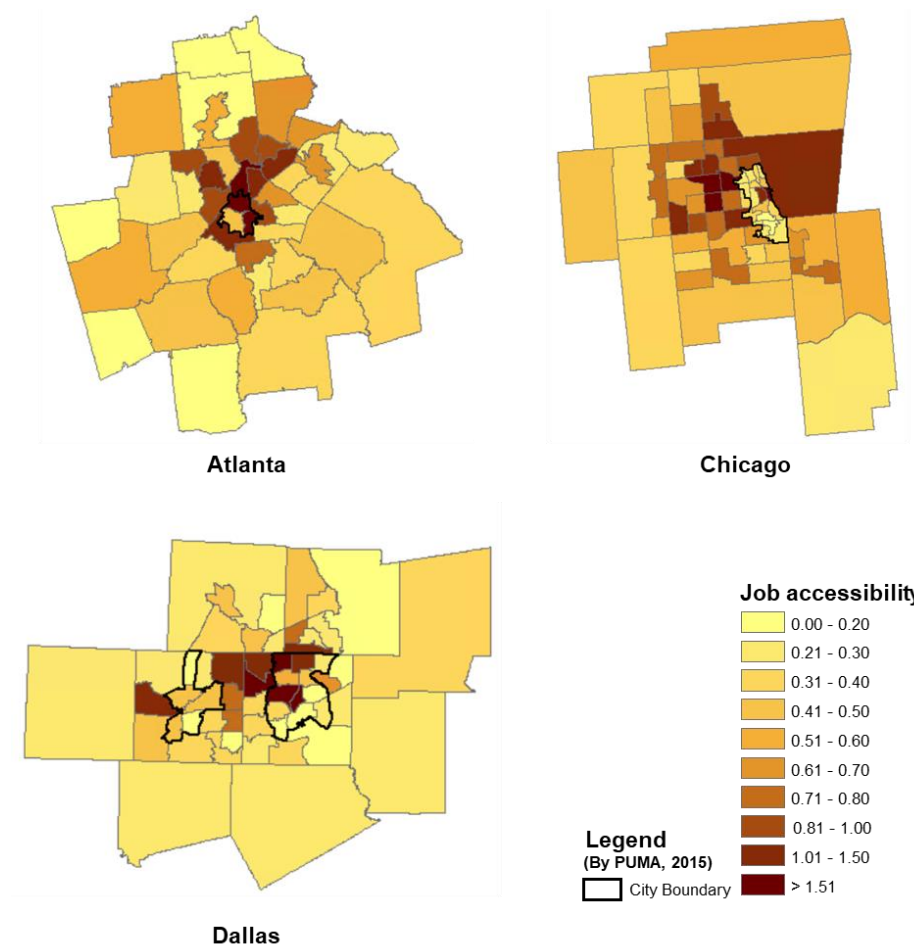 Atlanta
Chicago
Dallas
Job accessibility
0.00 - 0.20
0.21 - 0.30
0.31 - 0.40
0.41 - 0.50
0.51 - 0.60
0.61 - 0.70
0.71 - 0.80
0.81 - 1.00
1.01 - 1.50
> 1.51
Legend
(By PUMA, 2015)
City Boundary